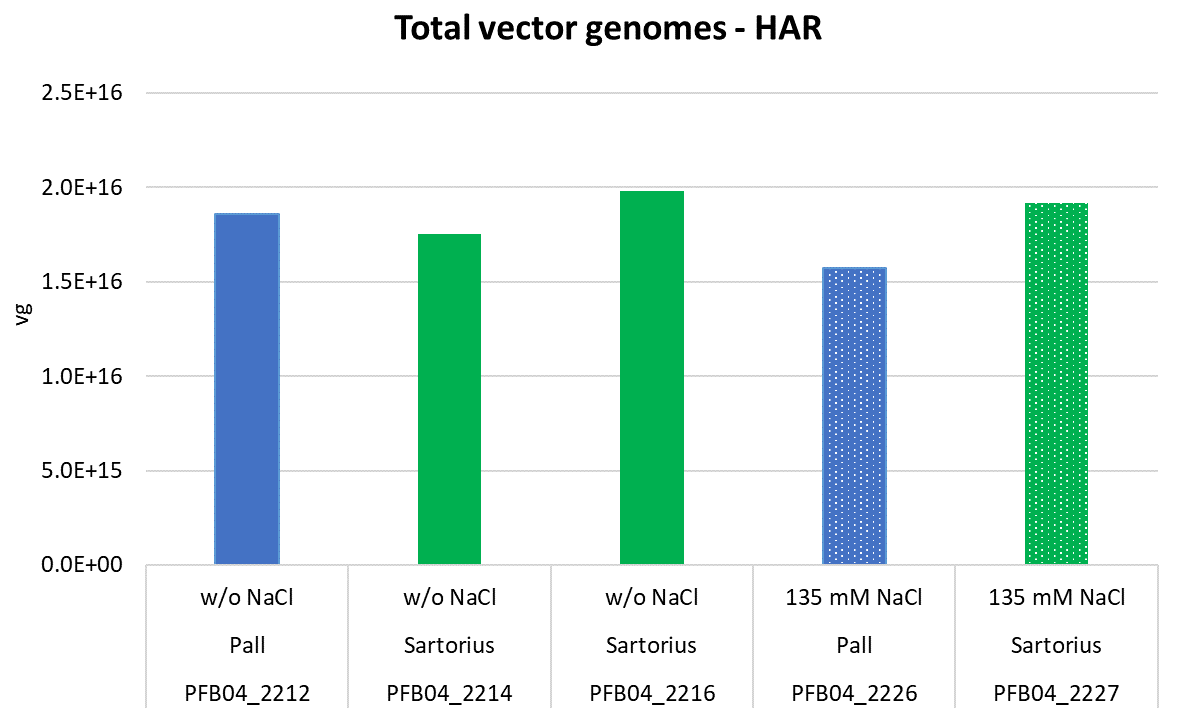 Total vector genomes - HAR
2.5E+16
2.0E+16
1.5E+16
1.0E+16
5.0E+15
0.0E+00
vg
w/o NaCl w/o NaCl w/o NaCl 135 mM NaCl 135 mM NaCl
Pall Sartorius Sartorius Pall Sartorius
PFB04_2212 PFB04_2214 PFB04_2216 PFB04_2226 PFB04_2227